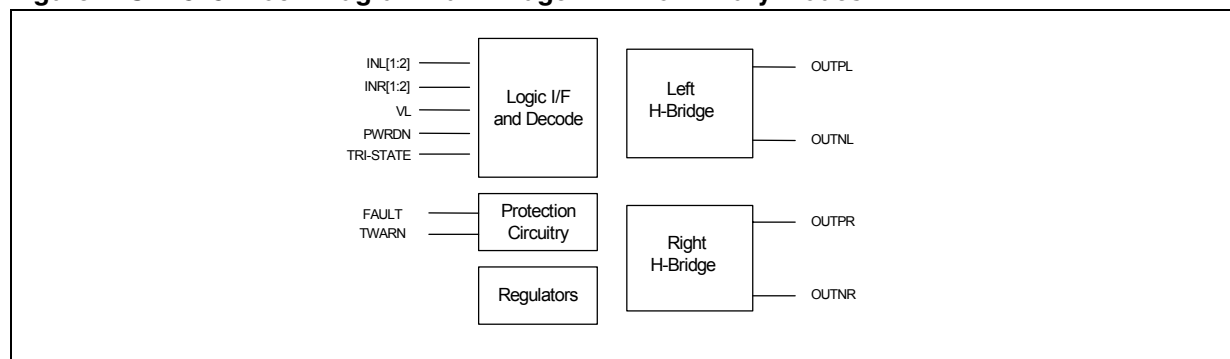 INL[1:2]
INR[1:2]
VL
PWRDN
TRI-STATE
Logic I/F
and Decode
Left
H-Bridge
OUTPL
OUTNL
FAULT
TWARN
Protection
Circuitry
Regulators
Right
H-Bridge
OUTPR
OUTNR